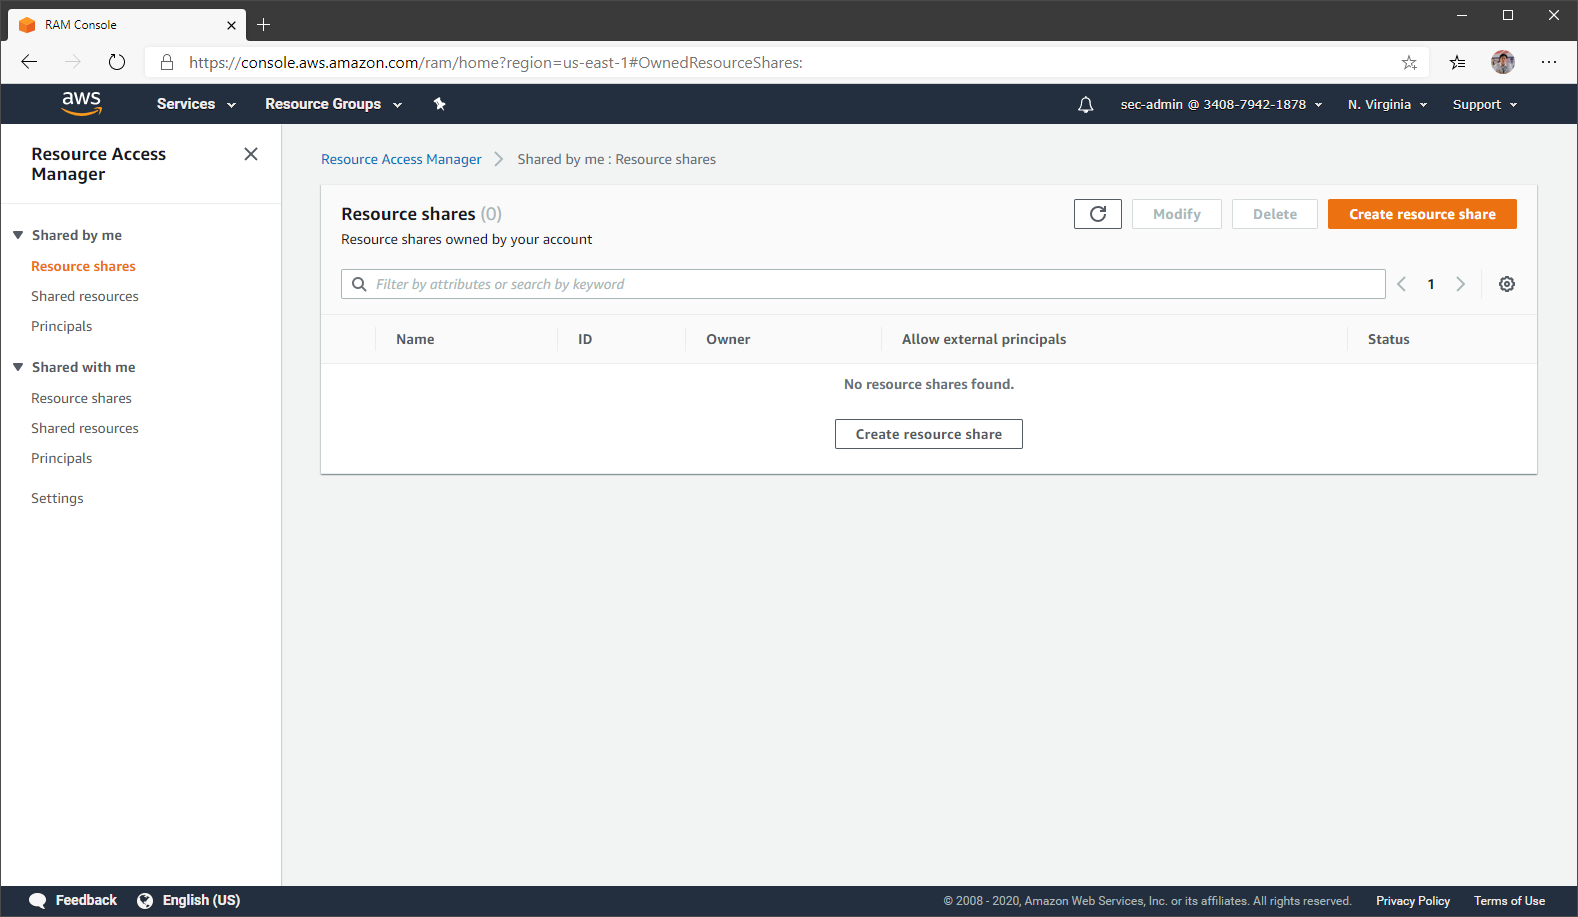 RAM Console
https://console.aws.amazon.com/ram/home?region=us-east-1#OwnedResourceShares:
aws Services Resource Groups sec-admin @ 3408-7942-1878 N. Virginia Support
Resource Access
Manager
Shared by me
Resource shares
Shared resources
Principals
Shared with me
Resource shares
Shared resources
Principals
Settings
Resource Access Manager Shared by me : Resource shares
Resource shares (0) Modify Delete Create resource share
Resource shares owned by your account
Filter by attributes or search by keyword 1
Name ID Owner Allow external principals Status
No resource shares found.
Create resource share
Feedback English (US) © 2008 - 2020, Amazon Web Services, Inc. or its affiliates. All rights reserved. Privacy Policy Terms of Use